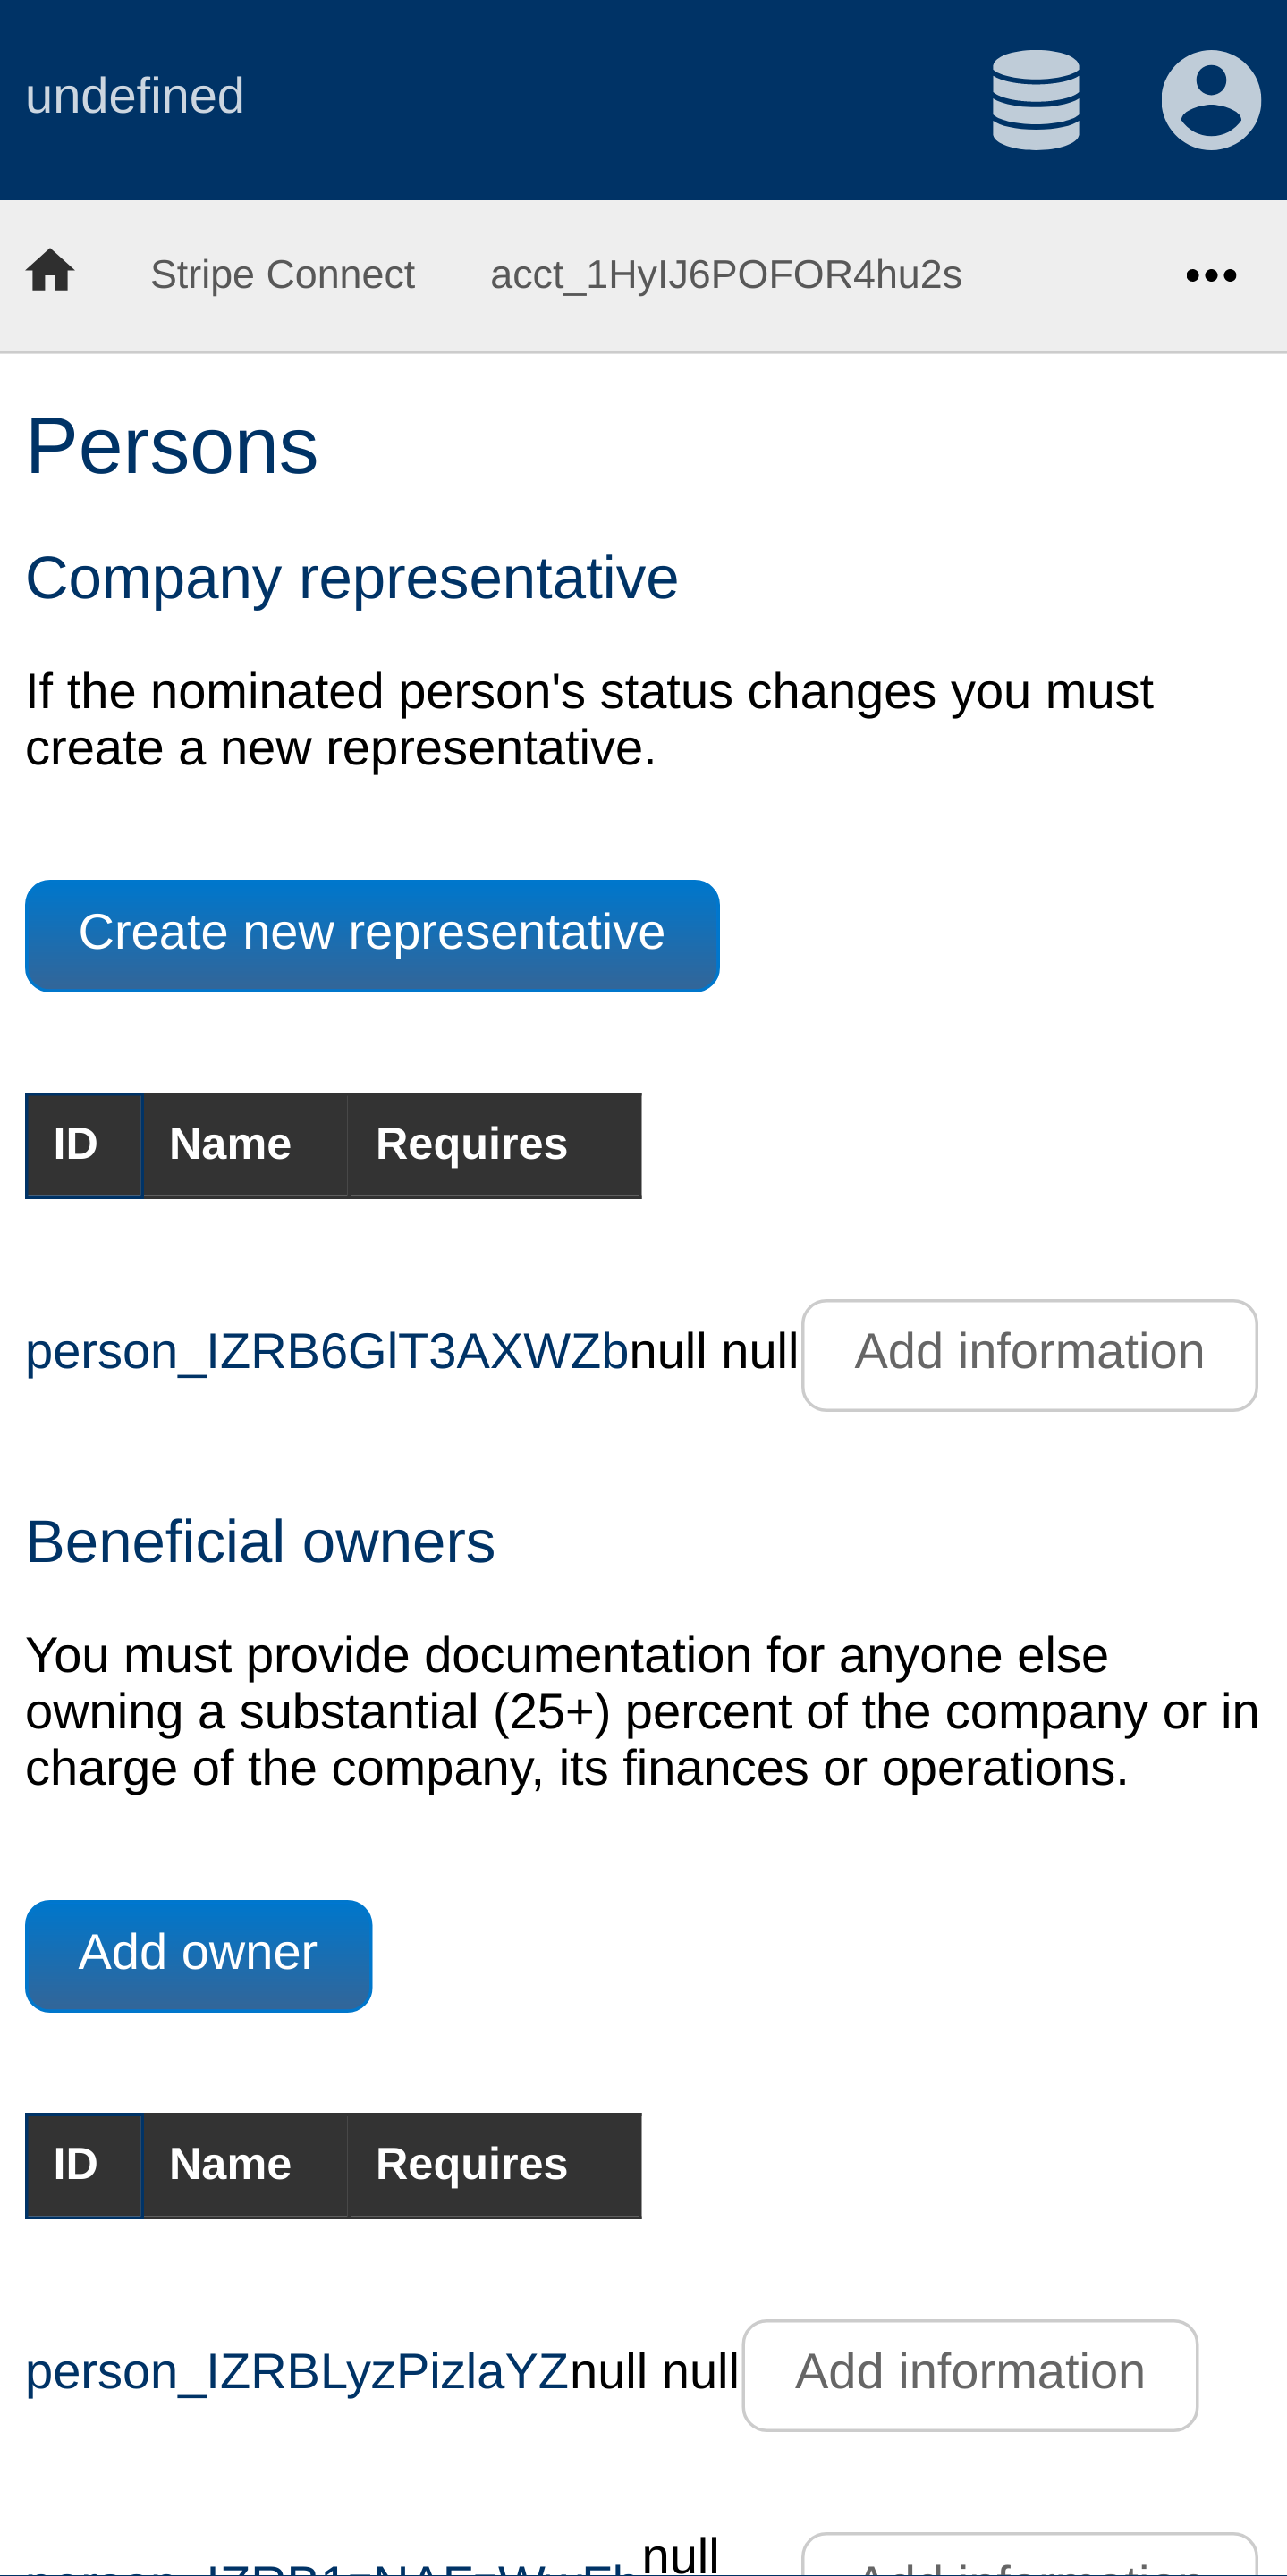 undefined
Stripe Connect acct_1HyIJ6POFOR4hu2s
Persons
Company representative
If the nominated person's status changes you must
create a new representative.
Create new representative
ID Name Requires
person_IZRB6GlT3AXWZbnull null Add information
Beneficial owners
You must provide documentation for anyone else
owning a substantial (25+) percent of the company or in
charge of the company, its finances or operations.
Add owner
ID Name Requires
person_IZRBLyzPizlaYZnull null Add information
null
Add information